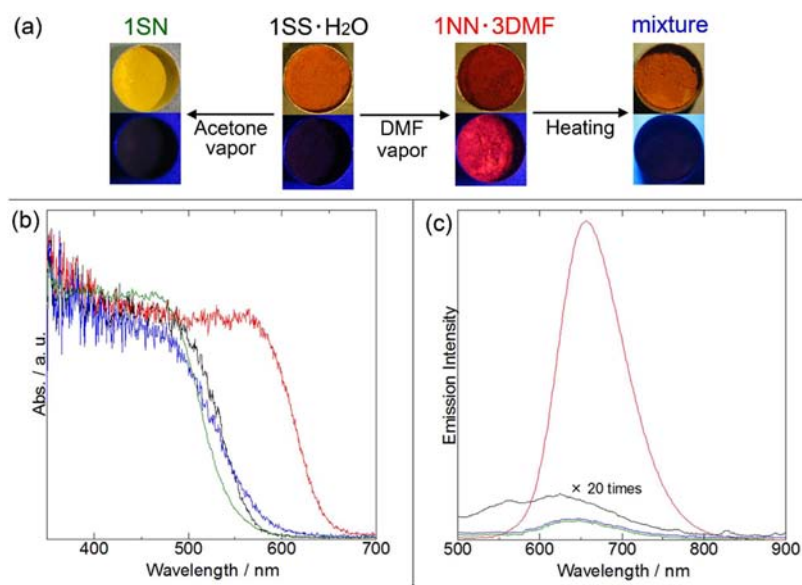 (a)
1SN
1SS·H₂O
1NN·3DMF
mixture
Acetone
vapor
DMF
vapor
Heating
(b)
Abs. / a. u.
400
500
600
700
Wavelength / nm
(c)
Emission Intensity
× 20 times
500
600
700
800
900
Wavelength / nm